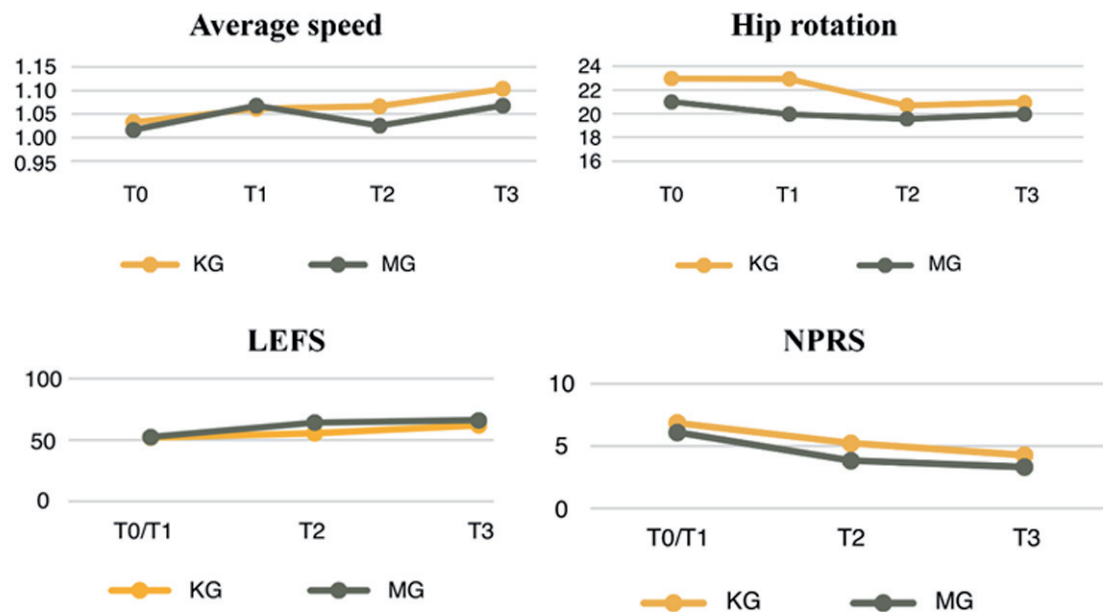 Average speed
1.15
1.10
1.05
1.00
0.95
T0 T1 T2 T3
KG MG
Hip rotation
24
22
20
18
16
T0 T1 T2 T3
KG MG
LEFS
100
50
0
T0/T1 T2 T3
KG MG
NPRS
10
5
0
T0/T1 T2 T3
KG MG